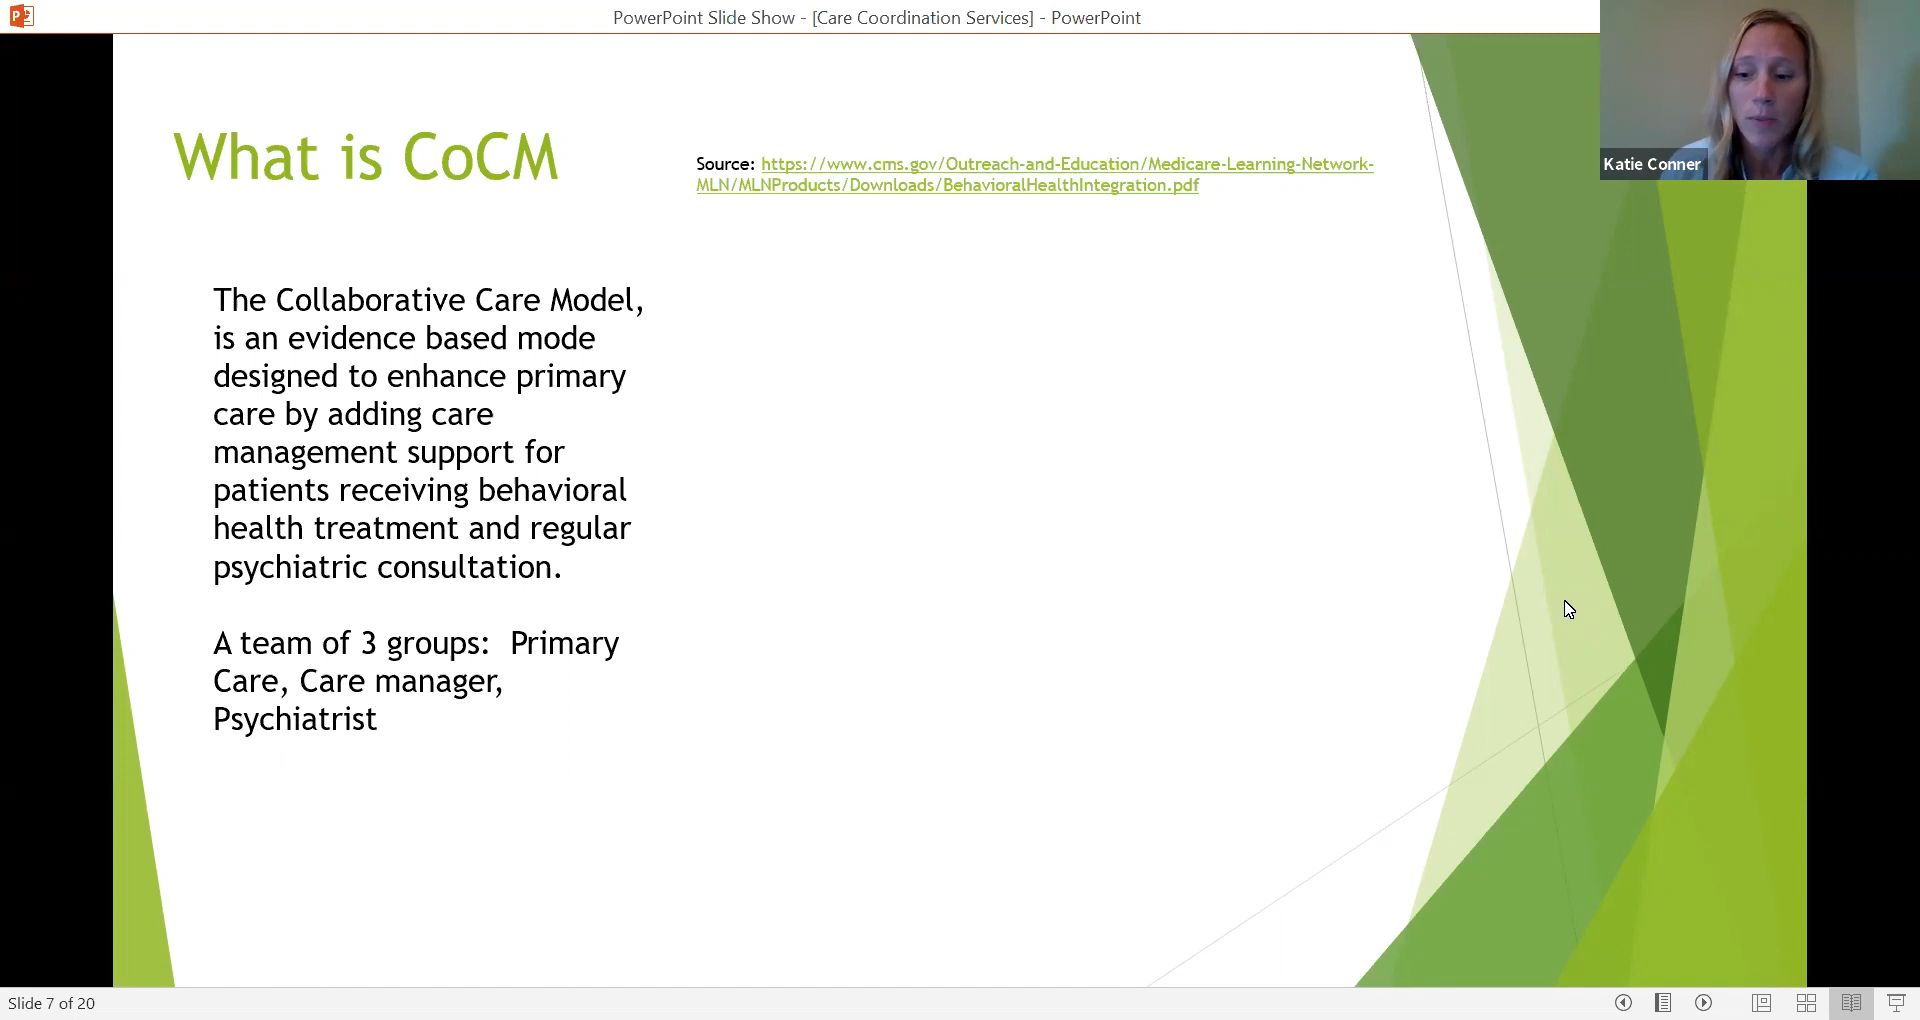 PowerPoint Slide Show - [Care Coordination Services] - PowerPoint
Katie Conner
What is CoCM
Source: https://www.cms.gov/Outreach-and-Education/Medicare-Learning-Network-
MLN/MLNProducts/Downloads/BehavioralHealthIntegration.pdf
The Collaborative Care Model,
is an evidence based mode
designed to enhance primary
care by adding care
management support for
patients receiving behavioral
health treatment and regular
psychiatric consultation.
A team of 3 groups:  Primary
Care, Care manager,
Psychiatrist
Slide 7 of 20